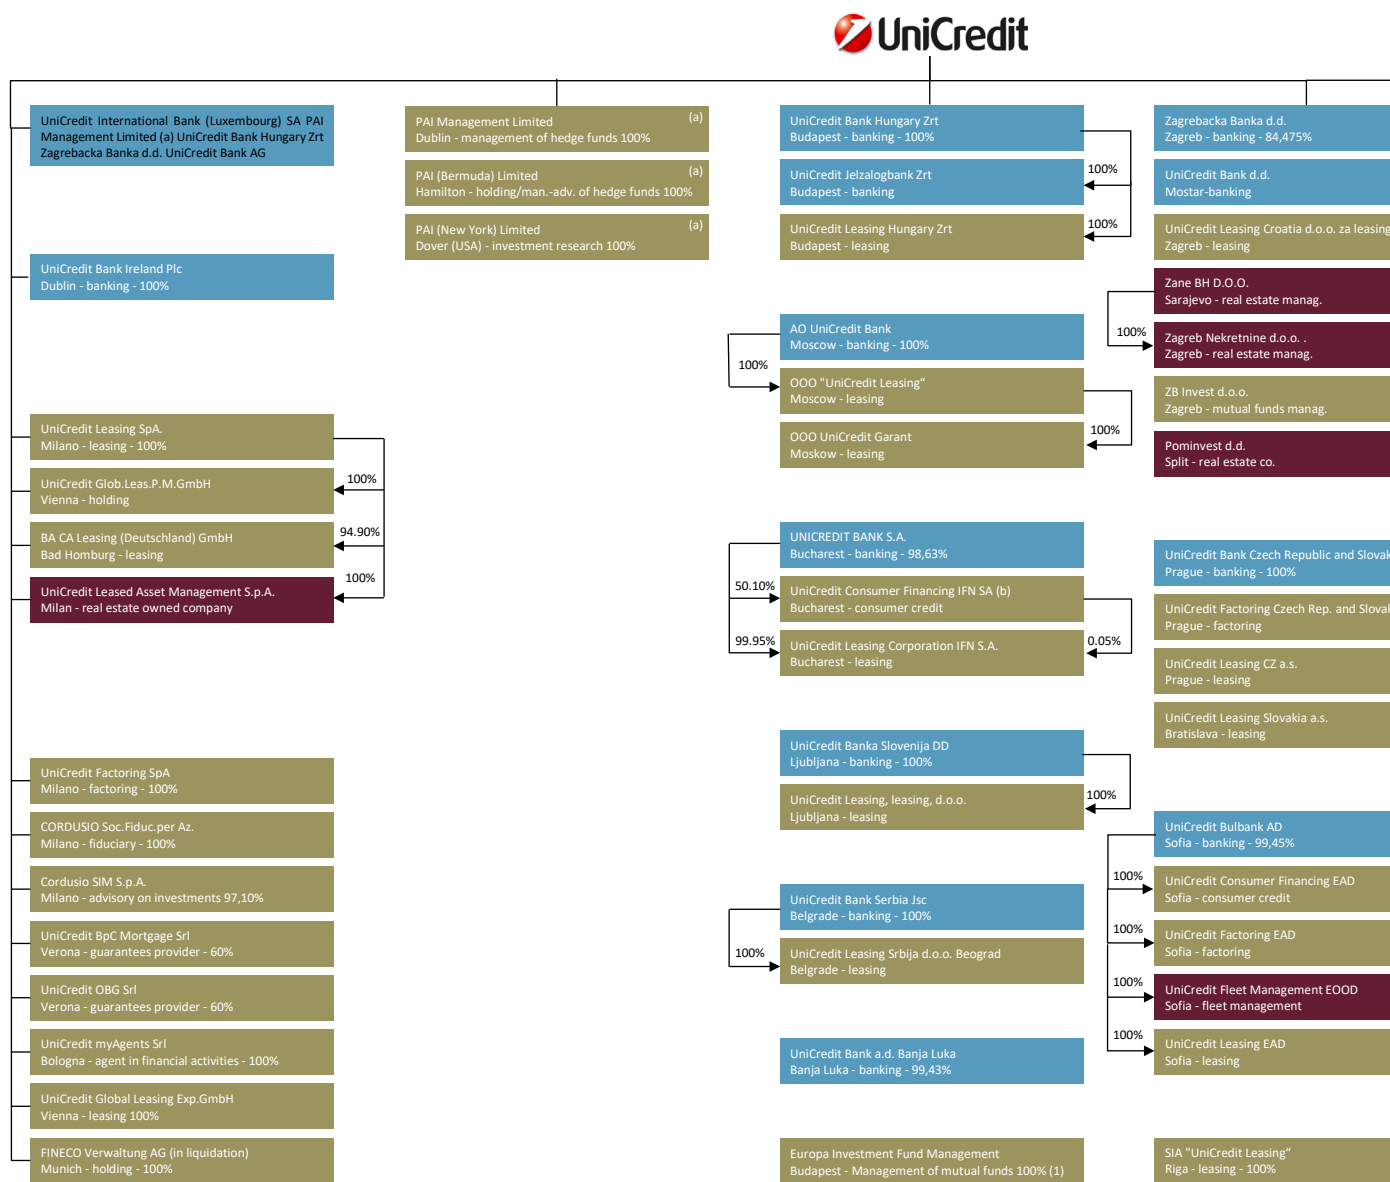 UniCredit
UniCredit International Bank (Luxembourg) SA PAI
Management Limited (a) UniCredit Bank Hungary Zrt
Zagrebacka Banka d.d. UniCredit Bank AG
UniCredit Bank Ireland Plc
Dublin - banking - 100%
UniCredit Leasing SpA.
Milano - leasing - 100%
100%
UniCredit Glob.Leas.P.M.GmbH
Vienna - holding
94.90%
BA CA Leasing (Deutschland) GmbH
Bad Homburg - leasing
100%
UniCredit Leased Asset Management S.p.A.
Milan - real estate owned company
UniCredit Factoring SpA
Milano - factoring - 100%
CORDUSIO Soc.Fiduc.per Az.
Milano - fiduciary - 100%
Cordusio SIM S.p.A.
Milano - advisory on investments 97,10%
UniCredit BpC Mortgage Srl
Verona - guarantees provider - 60%
UniCredit OBG Srl
Verona - guarantees provider - 60%
UniCredit myAgents Srl
Bologna - agent in financial activities - 100%
UniCredit Global Leasing Exp.GmbH
Vienna - leasing 100%
FINECO Verwaltung AG (in liquidation)
Munich - holding - 100%
PAI Management Limited (a)
Dublin - management of hedge funds 100%
PAI (Bermuda) Limited (a)
Hamilton - holding/man.-adv. of hedge funds 100%
PAI (New York) Limited (a)
Dover (USA) - investment research 100%
UniCredit Bank Hungary Zrt
Budapest - banking - 100%
100%
UniCredit Jelzalogbank Zrt
Budapest - banking
100%
UniCredit Leasing Hungary Zrt
Budapest - leasing
AO UniCredit Bank
Moscow - banking - 100%
100%
OOO "UniCredit Leasing"
Moscow - leasing
100%
OOO UniCredit Garant
Moskow - leasing
UNICREDIT BANK S.A.
Bucharest - banking - 98,63%
50.10%
UniCredit Consumer Financing IFN SA (b)
Bucharest - consumer credit
99.95%
UniCredit Leasing Corporation IFN S.A.
Bucharest - leasing
0.05%
UniCredit Banka Slovenija DD
Ljubljana - banking - 100%
100%
UniCredit Leasing, leasing, d.o.o.
Ljubljana - leasing
UniCredit Bank Serbia Jsc
Belgrade - banking - 100%
100%
UniCredit Leasing Srbija d.o.o. Beograd
Belgrade - leasing
UniCredit Bank a.d. Banja Luka
Banja Luka - banking - 99,43%
Europa Investment Fund Management
Budapest - Management of mutual funds 100% (1)
Zagrebacka Banka d.d.
Zagreb - banking - 84,475%
UniCredit Bank d.d.
Mostar-banking
UniCredit Leasing Croatia d.o.o. za leasing
Zagreb - leasing
Zane BH D.O.O.
Sarajevo - real estate manag.
100%
Zagreb Nekretnine d.o.o. .
Zagreb - real estate manag.
ZB Invest d.o.o.
Zagreb - mutual funds manag.
Pominvest d.d.
Split - real estate co.
UniCredit Bank Czech Republic and Slovak
Prague - banking - 100%
UniCredit Factoring Czech Rep. and Slovak
Prague - factoring
UniCredit Leasing CZ a.s.
Prague - leasing
UniCredit Leasing Slovakia a.s.
Bratislava - leasing
UniCredit Bulbank AD
Sofia - banking - 99,45%
100%
UniCredit Consumer Financing EAD
Sofia - consumer credit
100%
UniCredit Factoring EAD
Sofia - factoring
100%
UniCredit Fleet Management EOOD
Sofia - fleet management
100%
UniCredit Leasing EAD
Sofia - leasing
SIA "UniCredit Leasing"
Riga - leasing - 100%